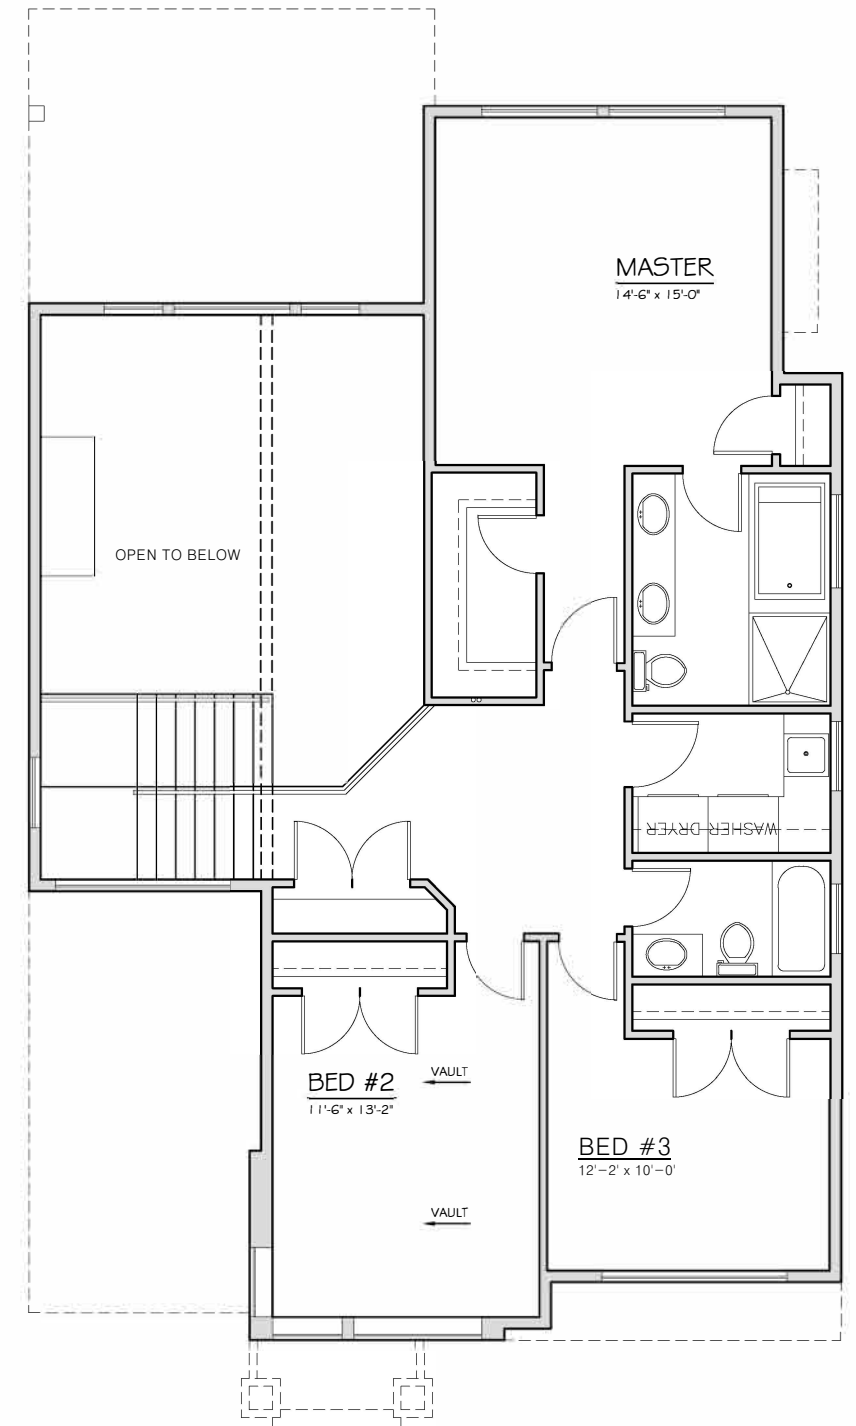 MASTER
14'-6" x 15'-0"
OPEN TO BELOW
WASHER DRYER
BED #2
11'-6" x 13'-2"
VAULT
BED #3
12'-2' x 10'-0'
VAULT